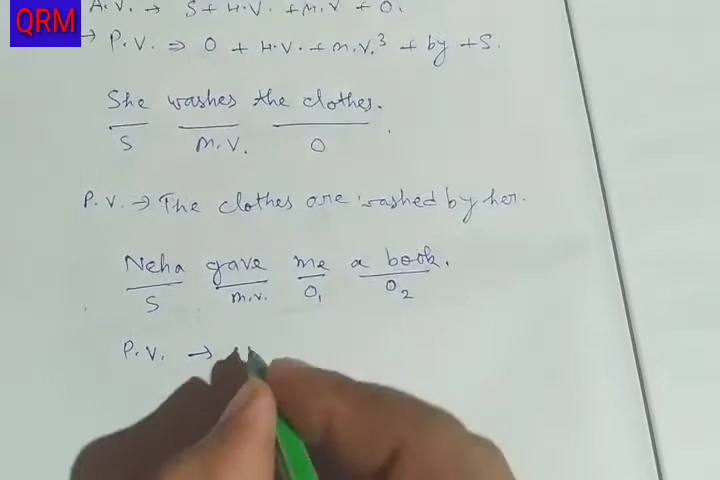 QRM
A.V. → S + H.V. + M.V + O.
→ P.V. ⇒ O + H.V. + m.v.³ + by + S.
She washes the clothes.
S M.V. O
P.V. → The clothes are washed by her.
Neha gave me a book.
S m.v. O₁ O₂
P.V. →